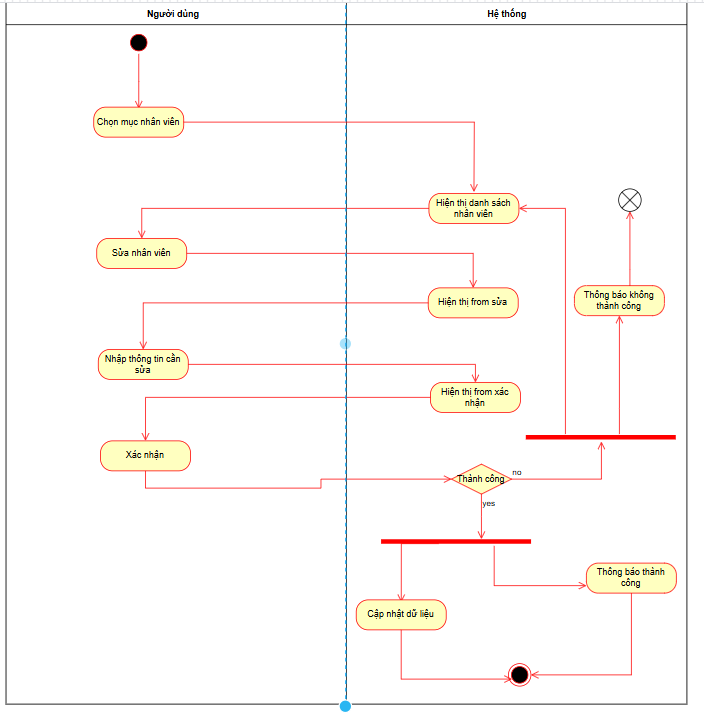 Người dùng
Hệ thống
Chọn mục nhân viên
Hiện thị danh sách
nhân viên
Sửa nhân viên
Hiện thị from sửa
Thông báo không
thành công
Nhập thông tin cần
sửa
Hiện thị from xác
nhận
Xác nhận
Thành công
no
yes
Thông báo thành
công
Cập nhật dữ liệu